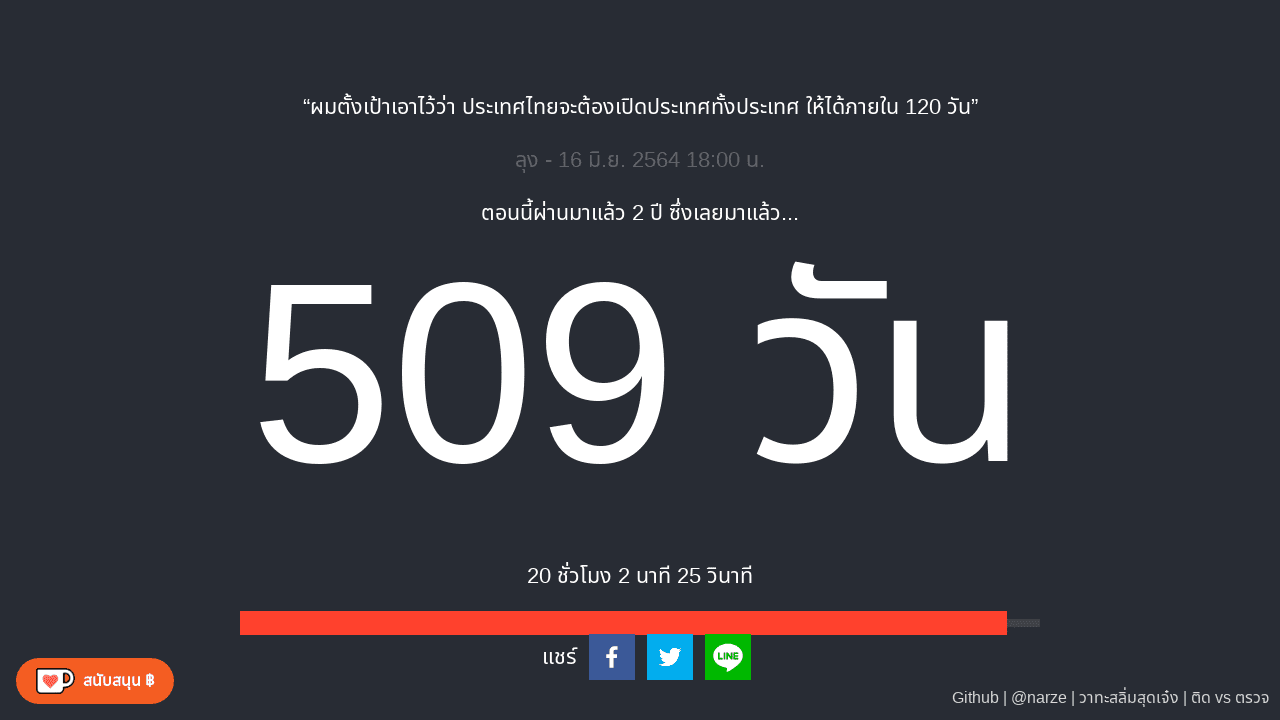 “ผมตั้งเป้าเอาไว้ว่า ประเทศไทยจะต้องเปิดประเทศทั้งประเทศ ให้ได้ภายใน 120 วัน”
ลุง - 16 มิ.ย. 2564 18:00 น.
ตอนนี้ผ่านมาแล้ว 2 ปี ซึ่งเลยมาแล้ว...
509 วัน
20 ชั่วโมง 2 นาที 25 วินาที
แชร์
LINE
สนับสนุน ฿
Github | @narze | วาทะสลิ่มสุดเจ๋ง | ติด vs ตรวจ